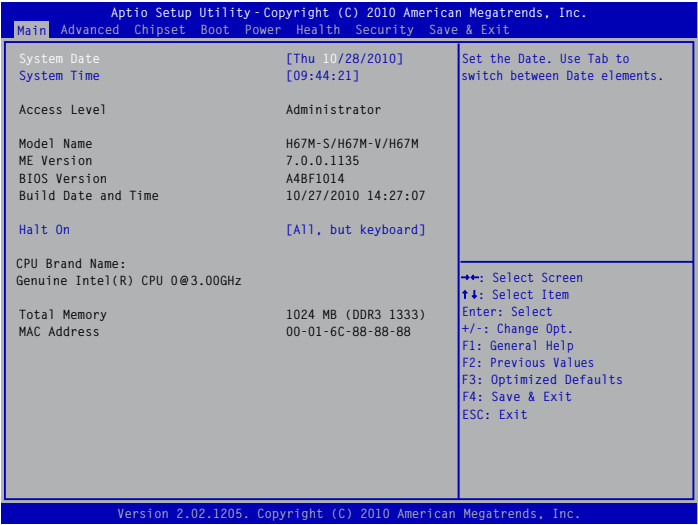 Aptio Setup Utility - Copyright (C) 2010 American Megatrends, Inc.
Main Advanced Chipset Boot Power Health Security Save & Exit
System Date [Thu 10/28/2010]
System Time [09:44:21]
Access Level Administrator
Model Name H67M-S/H67M-V/H67M
ME Version 7.0.0.1135
BIOS Version A4BF1014
Build Date and Time 10/27/2010 14:27:07
Halt On [All, but keyboard]
CPU Brand Name:
Genuine Intel(R) CPU 0@3.00GHz
Total Memory 1024 MB (DDR3 1333)
MAC Address 00-01-6C-88-88-88
Set the Date. Use Tab to
switch between Date elements.
→←: Select Screen
↑↓: Select Item
Enter: Select
+/-: Change Opt.
F1: General Help
F2: Previous Values
F3: Optimized Defaults
F4: Save & Exit
ESC: Exit
Version 2.02.1205. Copyright (C) 2010 American Megatrends, Inc.